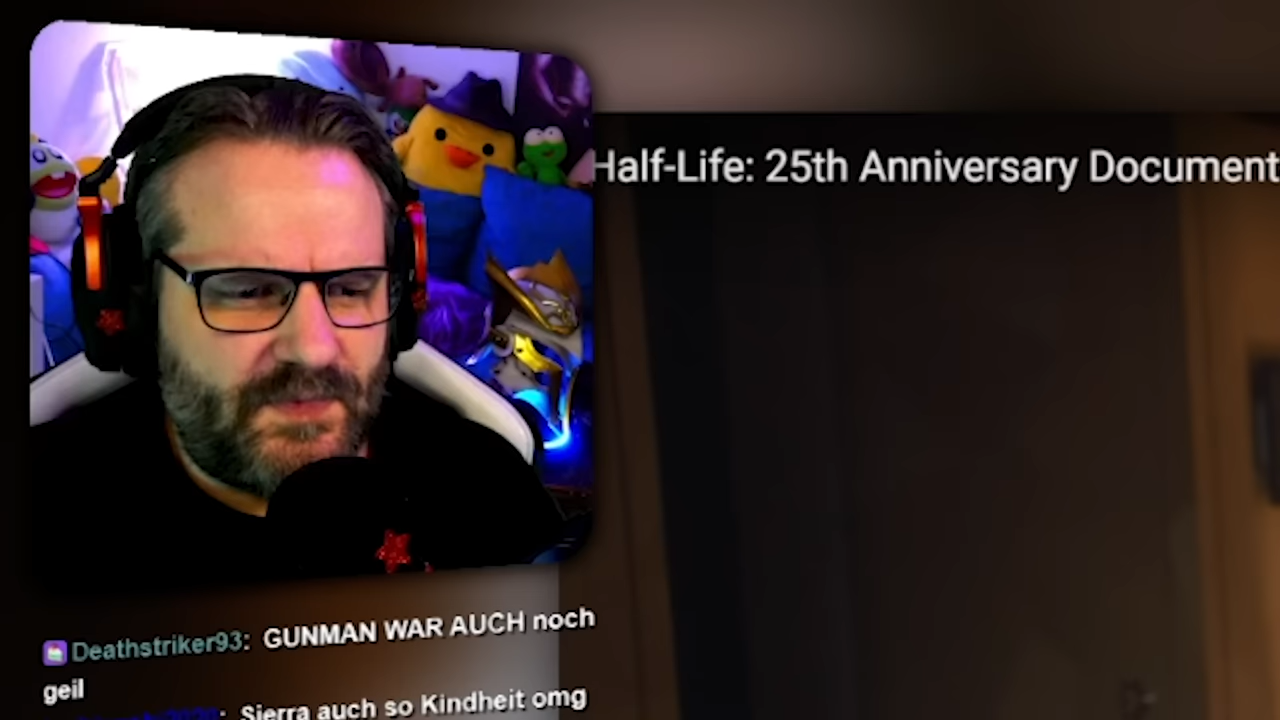 Half-Life: 25th Anniversary Document
Deathstriker93: GUNMAN WAR AUCH noch
geil
: Sierra auch so Kindheit omg